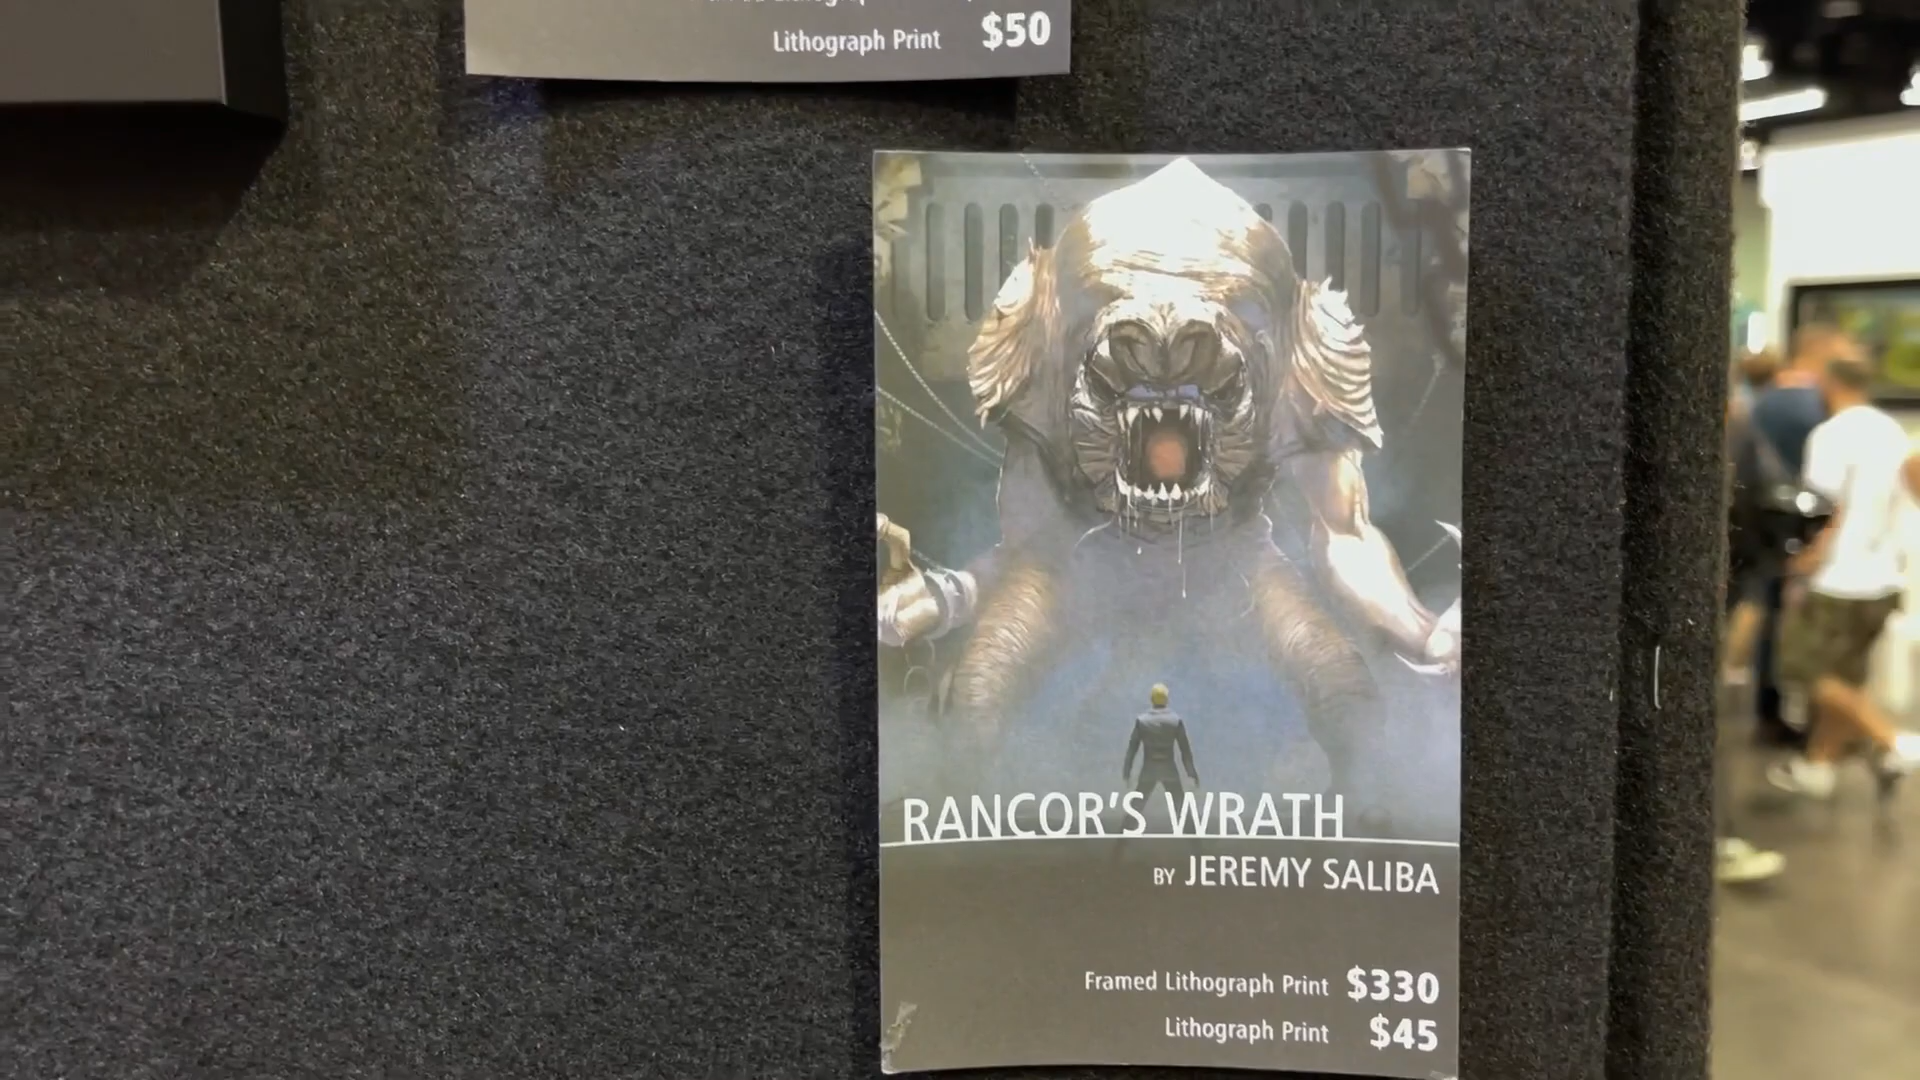 Lithograph Print $50
RANCOR'S WRATH
BY JEREMY SALIBA
Framed Lithograph Print $330
Lithograph Print $45